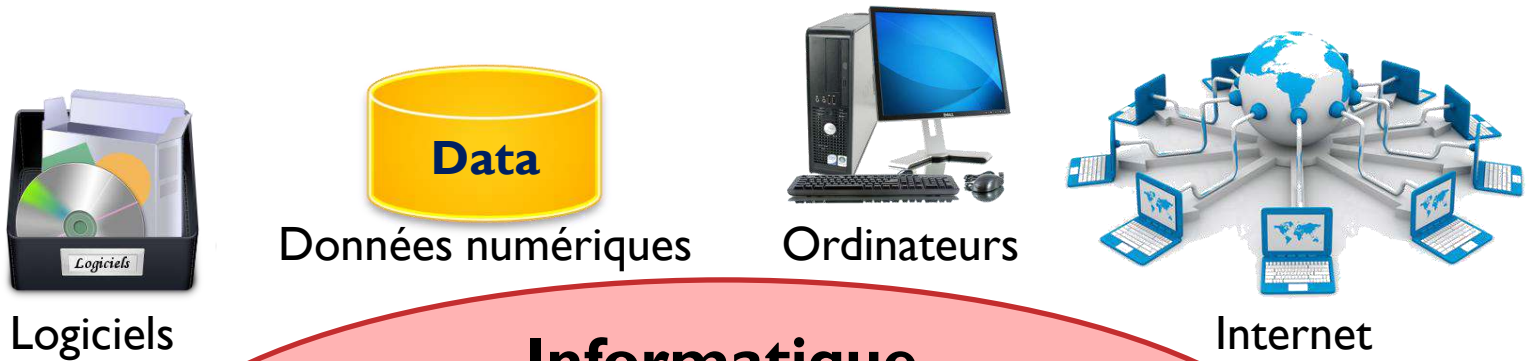 Data
Données numériques
Ordinateurs
Logiciels
Logiciels
Internet
Informatique